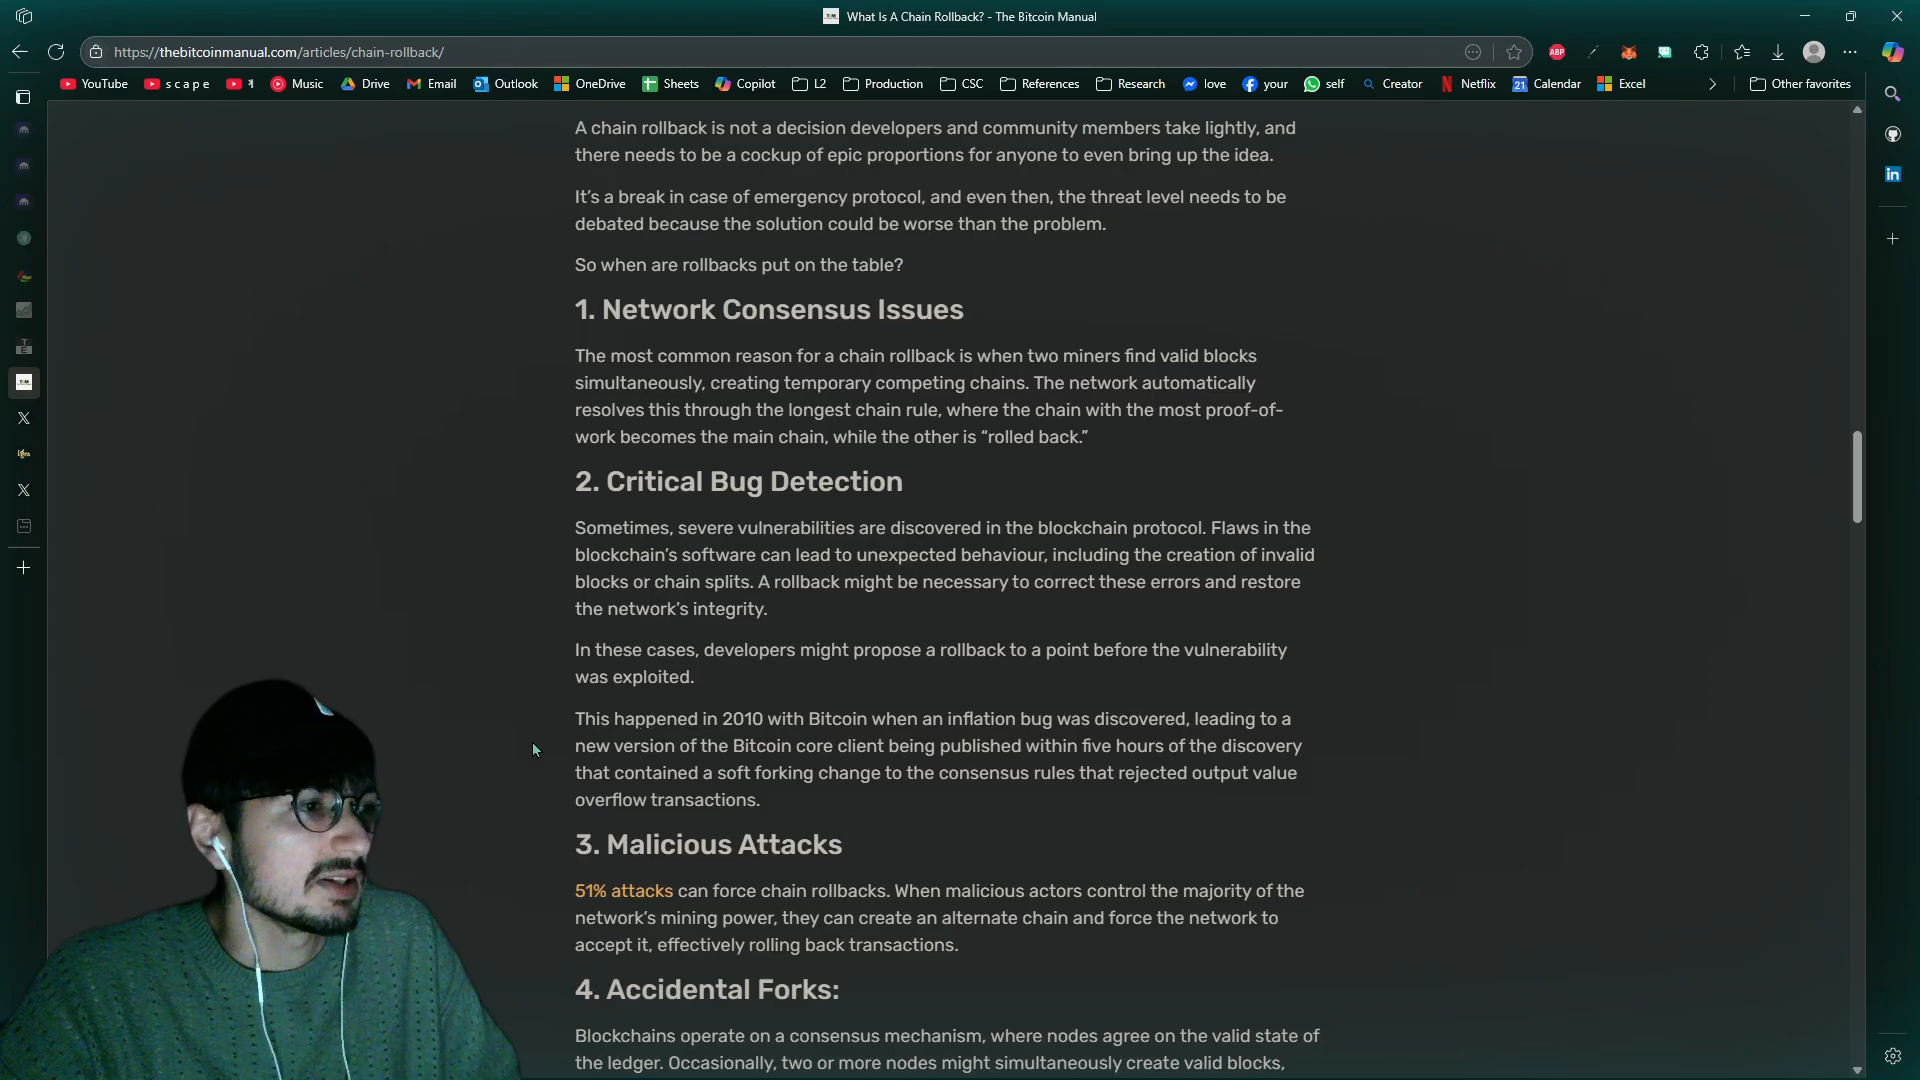 What Is A Chain Rollback? - The Bitcoin Manual
https://thebitcoinmanual.com/articles/chain-rollback/
ABP
YouTube
s c a p e
Music
Drive
Email
Outlook
OneDrive
Sheets
Copilot
L2
Production
CSC
References
Research
love
your
self
Creator
Netflix
21 Calendar
Excel
Other favorites
A chain rollback is not a decision developers and community members take lightly, and
there needs to be a cockup of epic proportions for anyone to even bring up the idea.
It’s a break in case of emergency protocol, and even then, the threat level needs to be
debated because the solution could be worse than the problem.
So when are rollbacks put on the table?
1. Network Consensus Issues
The most common reason for a chain rollback is when two miners find valid blocks
simultaneously, creating temporary competing chains. The network automatically
resolves this through the longest chain rule, where the chain with the most proof-of-
work becomes the main chain, while the other is “rolled back.”
2. Critical Bug Detection
Sometimes, severe vulnerabilities are discovered in the blockchain protocol. Flaws in the
blockchain’s software can lead to unexpected behaviour, including the creation of invalid
blocks or chain splits. A rollback might be necessary to correct these errors and restore
the network’s integrity.
In these cases, developers might propose a rollback to a point before the vulnerability
was exploited.
This happened in 2010 with Bitcoin when an inflation bug was discovered, leading to a
new version of the Bitcoin core client being published within five hours of the discovery
that contained a soft forking change to the consensus rules that rejected output value
overflow transactions.
3. Malicious Attacks
51% attacks can force chain rollbacks. When malicious actors control the majority of the
network’s mining power, they can create an alternate chain and force the network to
accept it, effectively rolling back transactions.
4. Accidental Forks:
Blockchains operate on a consensus mechanism, where nodes agree on the valid state of
the ledger. Occasionally, two or more nodes might simultaneously create valid blocks,